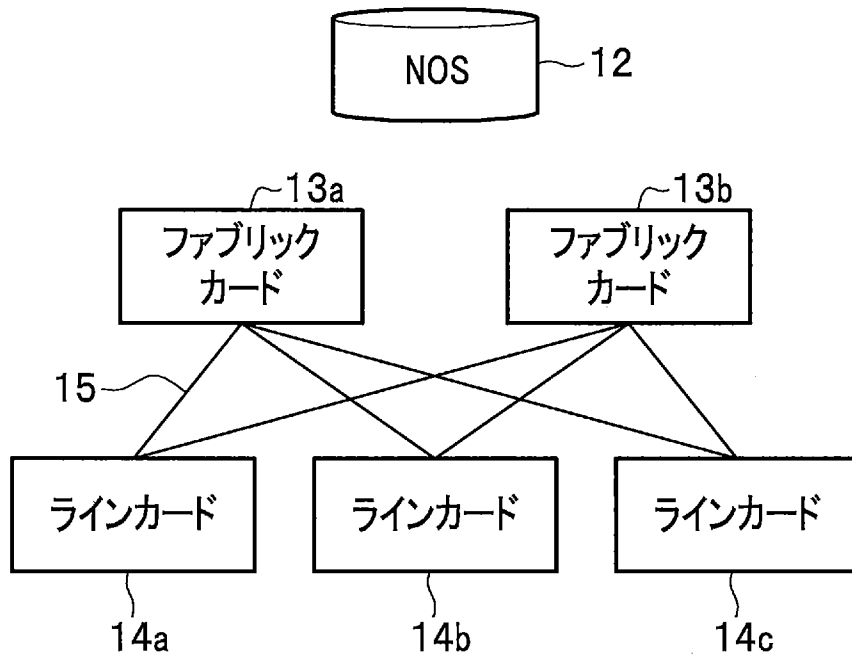 NOS
12
13a
13b
ファブリック
カード
ファブリック
カード
15
ラインカード
ラインカード
ラインカード
14a
14b
14c